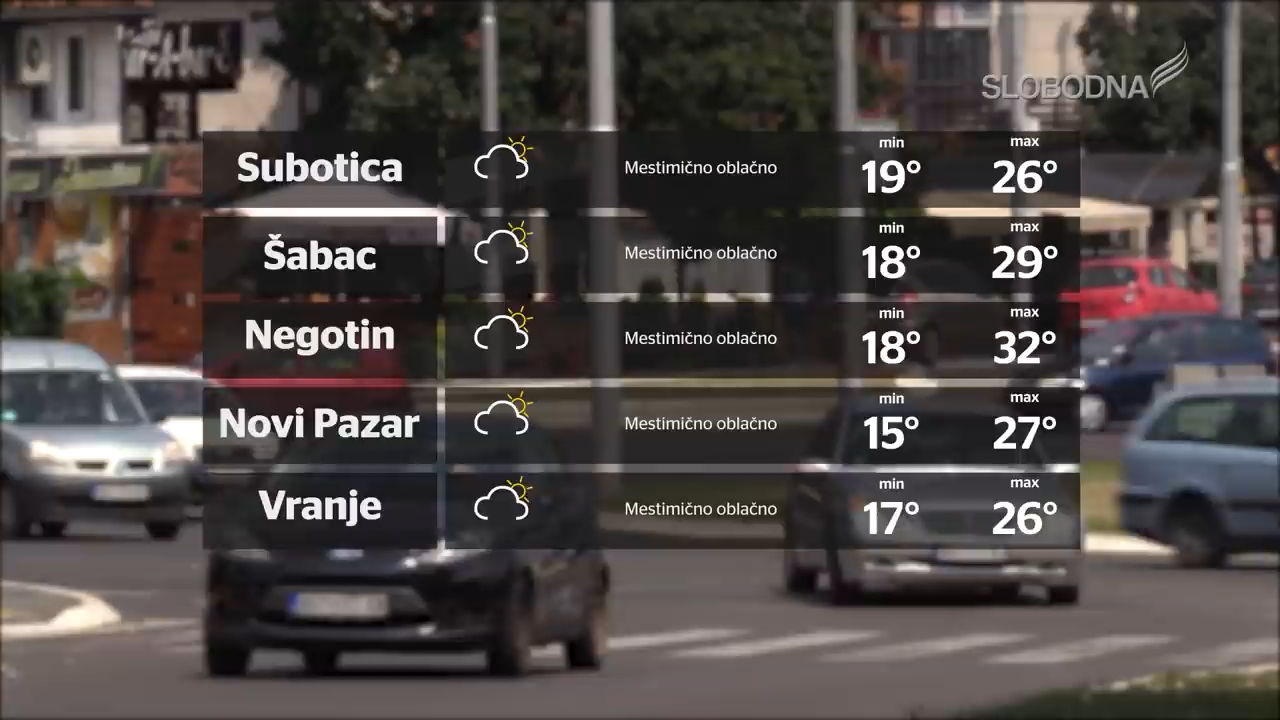 SLOBODNA
min max
Subotica Mestimično oblačno 19° 26°
min max
Šabac Mestimično oblačno 18° 29°
min max
Negotin Mestimično oblačno 18° 32°
min max
Novi Pazar Mestimično oblačno 15° 27°
min max
Vranje Mestimično oblačno 17° 26°